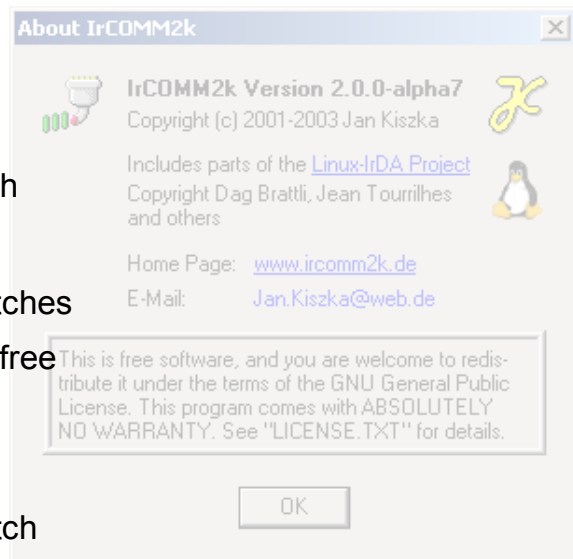 About IrCOMM2k
IrCOMM2k Version 2.0.0-alpha7
Copyright (c) 2001-2003 Jan Kiszka
Includes parts of the Linux-IrDA Project
h
Copyright Dag Brattli, Jean Tourrilhes
and others
Home Page: www.ircomm2k.de
tches
E-Mail: Jan.Kiszka@web.de
free
This is free software, and you are welcome to redis-
tribute it under the terms of the GNU General Public
License. This program comes with ABSOLUTELY
NO WARRANTY. See "LICENSE.TXT" for details.
OK
tch